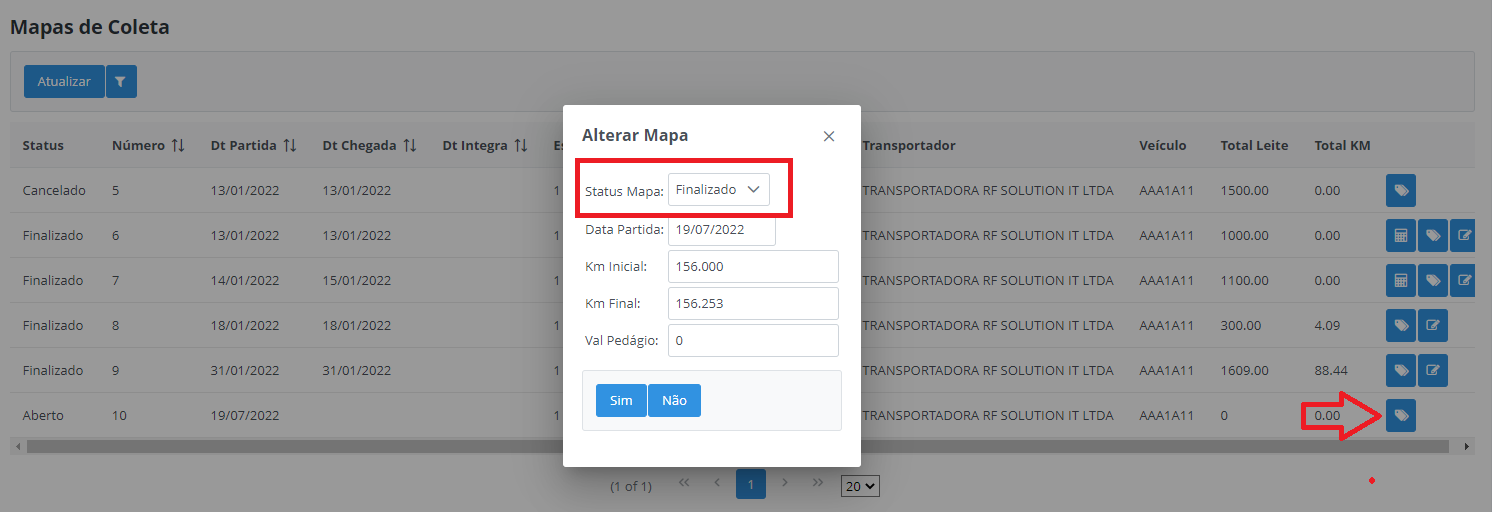 Mapas de Coleta
Atualizar
Status Número Dt Partida Dt Chegada Dt Integra Es Transportador Veículo Total Leite Total KM
Cancelado 5 13/01/2022 13/01/2022 1 TRANSPORTADORA RF SOLUTION IT LTDA AAA1A11 1500.00 0.00
Finalizado 6 13/01/2022 13/01/2022 1 TRANSPORTADORA RF SOLUTION IT LTDA AAA1A11 1000.00 0.00
Finalizado 7 14/01/2022 15/01/2022 1 TRANSPORTADORA RF SOLUTION IT LTDA AAA1A11 1100.00 0.00
Finalizado 8 18/01/2022 18/01/2022 1 TRANSPORTADORA RF SOLUTION IT LTDA AAA1A11 300.00 4.09
Finalizado 9 31/01/2022 31/01/2022 1 TRANSPORTADORA RF SOLUTION IT LTDA AAA1A11 1609.00 88.44
Aberto 10 19/07/2022 1 TRANSPORTADORA RF SOLUTION IT LTDA AAA1A11 0 0.00
(1 of 1) 1 20
Alterar Mapa
Status Mapa: Finalizado
Data Partida: 19/07/2022
Km Inicial: 156.000
Km Final: 156.253
Val Pedágio: 0
Sim Não